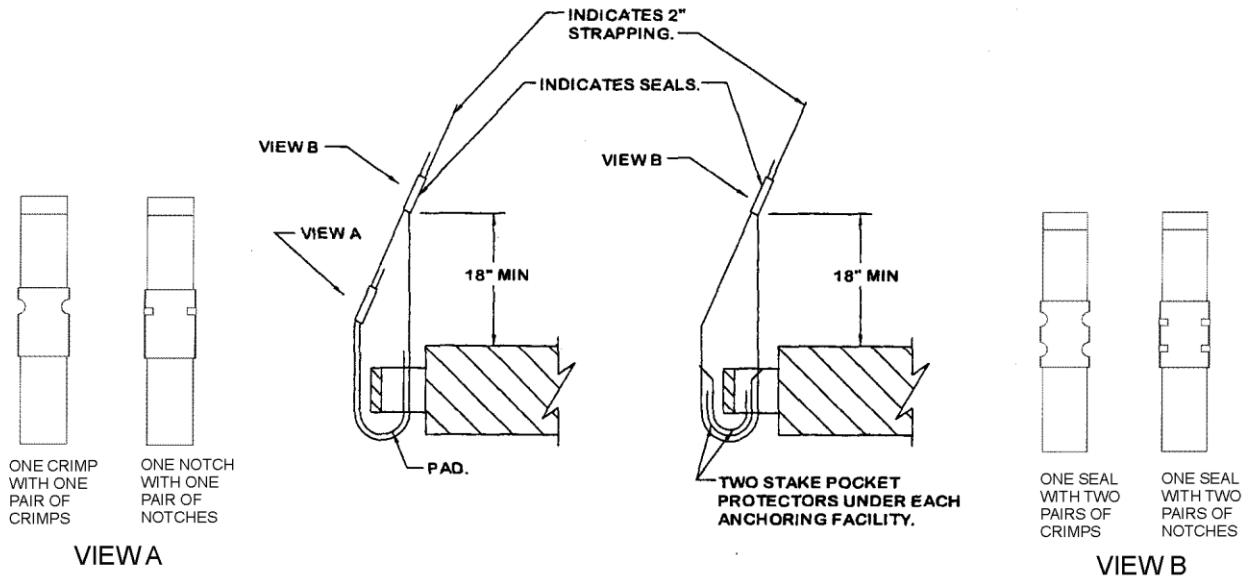 INDICATES 2"
STRAPPING.
INDICATES SEALS.
VIEW B
VIEW B
VIEW A
18" MIN
18" MIN
PAD.
TWO STAKE POCKET
PROTECTORS UNDER EACH
ANCHORING FACILITY.
ONE CRIMP
WITH ONE
PAIR OF
CRIMPS
ONE NOTCH
WITH ONE
PAIR OF
NOTCHES
VIEW A
ONE SEAL
WITH TWO
PAIRS OF
CRIMPS
ONE SEAL
WITH TWO
PAIRS OF
NOTCHES
VIEW B